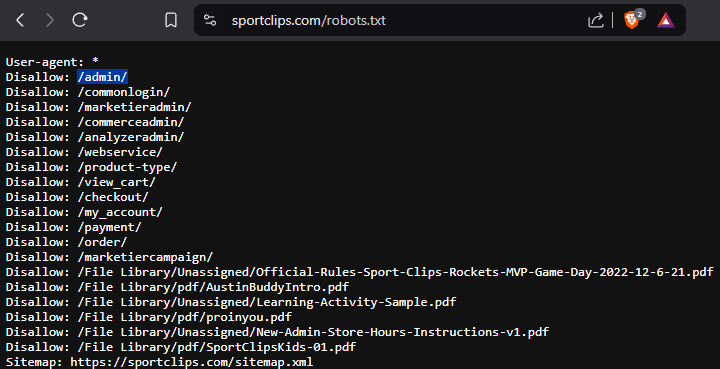 sportclips.com/robots.txt
2
User-agent: *
Disallow: /admin/
Disallow: /commonlogin/
Disallow: /marketieradmin/
Disallow: /commerceadmin/
Disallow: /analyzeradmin/
Disallow: /webservice/
Disallow: /product-type/
Disallow: /view_cart/
Disallow: /checkout/
Disallow: /my_account/
Disallow: /payment/
Disallow: /order/
Disallow: /marketiercampaign/
Disallow: /File Library/Unassigned/Official-Rules-Sport-Clips-Rockets-MVP-Game-Day-2022-12-6-21.pdf
Disallow: /File Library/pdf/AustinBuddyIntro.pdf
Disallow: /File Library/Unassigned/Learning-Activity-Sample.pdf
Disallow: /File Library/pdf/proinyou.pdf
Disallow: /File Library/Unassigned/New-Admin-Store-Hours-Instructions-v1.pdf
Disallow: /File Library/pdf/SportClipsKids-01.pdf
Sitemap: https://sportclips.com/sitemap.xml